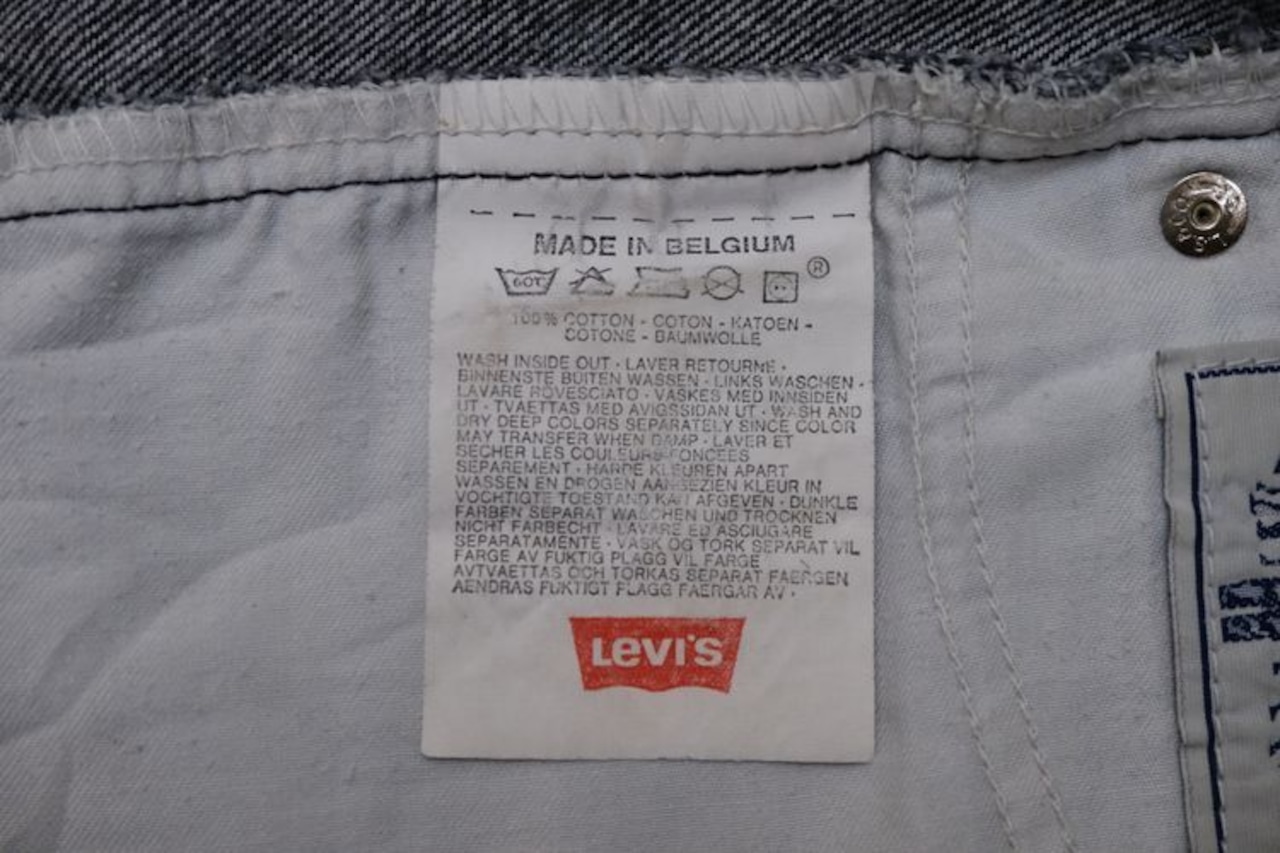 MADE IN BELGIUM
60T ®
100% COTTON - COTON - KATOEN -
COTONE - BAUMWOLLE
WASH INSIDE OUT - LAVER RETOURNE -
BINNENSTE BUITEN WASSEN - LINKS WASCHEN -
LAVARE ROVESCIATO - VASKES MED INNSIDEN
UT - TVAETTAS MED AVIGSSIDAN UT - WASH AND
DRY DEEP COLORS SEPARATELY SINCE COLOR
MAY TRANSFER WHEN DAMP - LAVER ET
SECHER LES COULEURS FONCEES
SEPAREMENT - HARDE KLEUREN APART
WASSEN EN DROGEN AANGEZIEN KLEUR IN
VOCHTIGTE TOESTAND KAN AFGEVEN - DUNKLE
FARBEN SEPARAT WASCHEN UND TROCKNEN
NICHT FARBECHT - LAVARE ED ASCIUGARE
SEPARATAMENTE - VASK OG TORK SEPARAT VIL
FARGE AV FUKTIG PLAGG VIL FARGE
AVTVAETTAS OCH TORKAS SEPARAT FAERGEN
AENDRAS FUKTIGT PLAGG FAERGAR AV -
LEVI'S